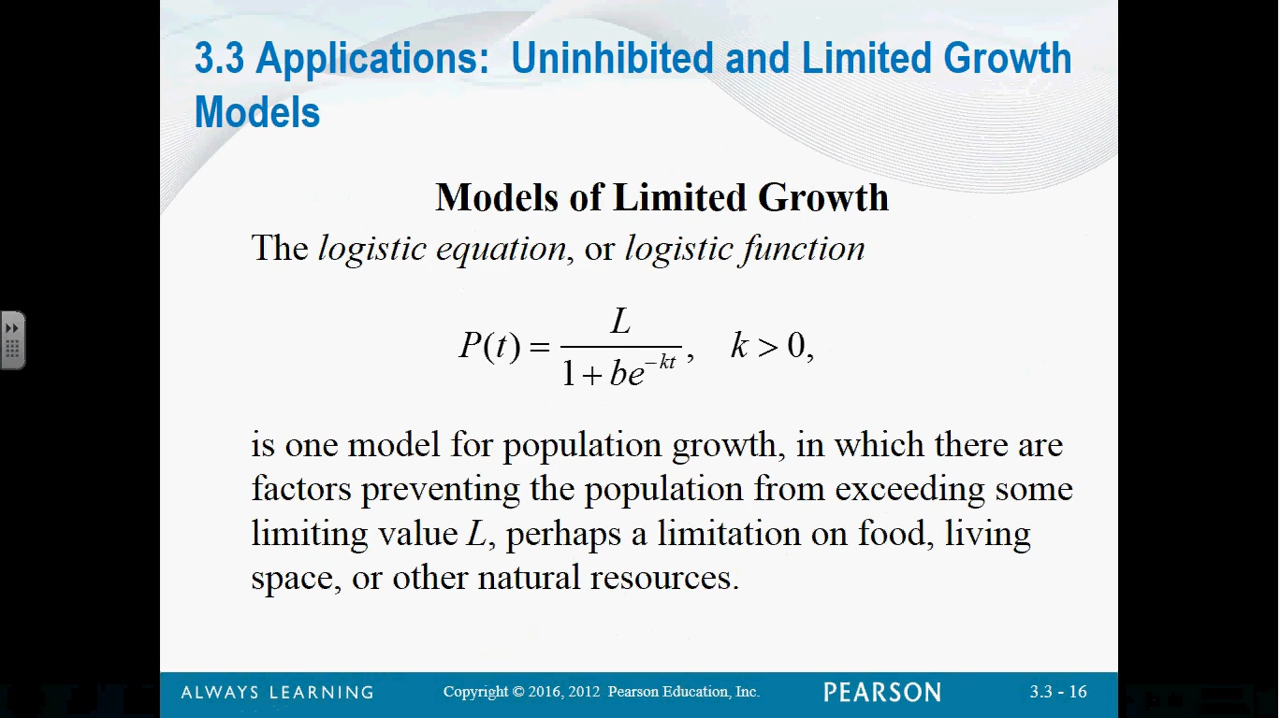 3.3 Applications:  Uninhibited and Limited Growth
Models
Models of Limited Growth
The logistic equation, or logistic function
P(t) = L / (1 + be^{-kt}),   k > 0,
is one model for population growth, in which there are
factors preventing the population from exceeding some
limiting value L, perhaps a limitation on food, living
space, or other natural resources.
ALWAYS LEARNING
Copyright © 2016, 2012  Pearson Education, Inc.
PEARSON
3.3 - 16